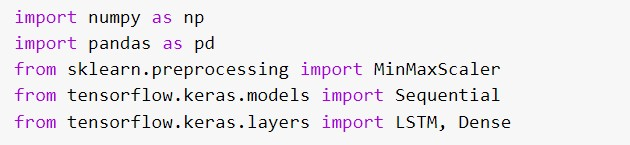 import numpy as np
import pandas as pd
from sklearn.preprocessing import MinMaxScaler
from tensorflow.keras.models import Sequential
from tensorflow.keras.layers import LSTM, Dense